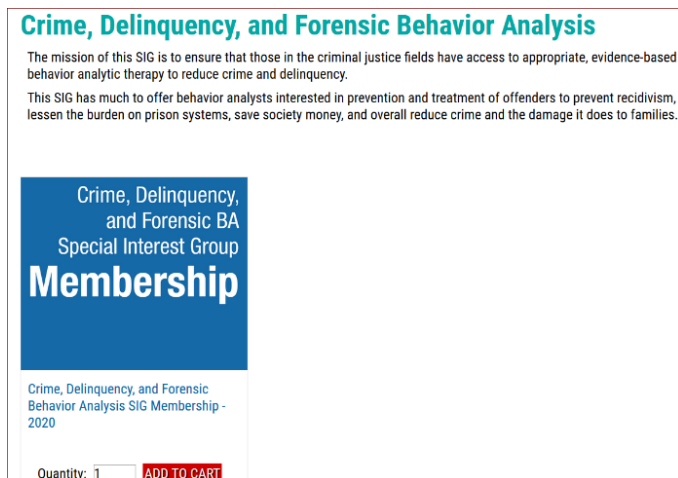 Crime, Delinquency, and Forensic Behavior Analysis
The mission of this SIG is to ensure that those in the criminal justice fields have access to appropriate, evidence-based
behavior analytic therapy to reduce crime and delinquency.
This SIG has much to offer behavior analysts interested in prevention and treatment of offenders to prevent recidivism,
lessen the burden on prison systems, save society money, and overall reduce crime and the damage it does to families.
Crime, Delinquency,
and Forensic BA
Special Interest Group
Membership
Crime, Delinquency, and Forensic
Behavior Analysis SIG Membership -
2020
Quantity: 1 ADD TO CART